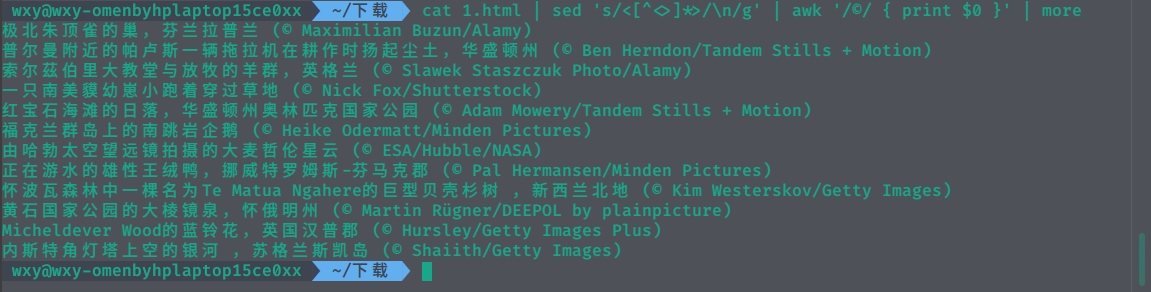 wxy@wxy-omenbyhplaptop15ce0xx ~/下载 cat 1.html | sed 's/<[^<>]*>/\n/g' | awk '/©/ { print $0 }' | more
极北朱顶雀的巢，芬兰拉普兰 (© Maximilian Buzun/Alamy)
普尔曼附近的帕卢斯一辆拖拉机在耕作时扬起尘土，华盛顿州 (© Ben Herndon/Tandem Stills + Motion)
索尔兹伯里大教堂与放牧的羊群，英格兰 (© Slawek Staszczuk Photo/Alamy)
一只南美貘幼崽小跑着穿过草地 (© Nick Fox/Shutterstock)
红宝石海滩的日落，华盛顿州奥林匹克国家公园 (© Adam Mowery/Tandem Stills + Motion)
福克兰群岛上的南跳岩企鹅 (© Heike Odermatt/Minden Pictures)
由哈勃太空望远镜拍摄的大麦哲伦星云 (© ESA/Hubble/NASA)
正在游水的雄性王绒鸭，挪威特罗姆斯-芬马克郡 (© Pal Hermansen/Minden Pictures)
怀波瓦森林中一棵名为Te Matua Ngahere的巨型贝壳杉树 ，新西兰北地 (© Kim Westerskov/Getty Images)
黄石国家公园的大棱镜泉，怀俄明州 (© Martin Rügner/DEEPOL by plainpicture)
Micheldever Wood的蓝铃花，英国汉普郡 (© Hursley/Getty Images Plus)
内斯特角灯塔上空的银河 ，苏格兰斯凯岛 (© Shaiith/Getty Images)
wxy@wxy-omenbyhplaptop15ce0xx ~/下载